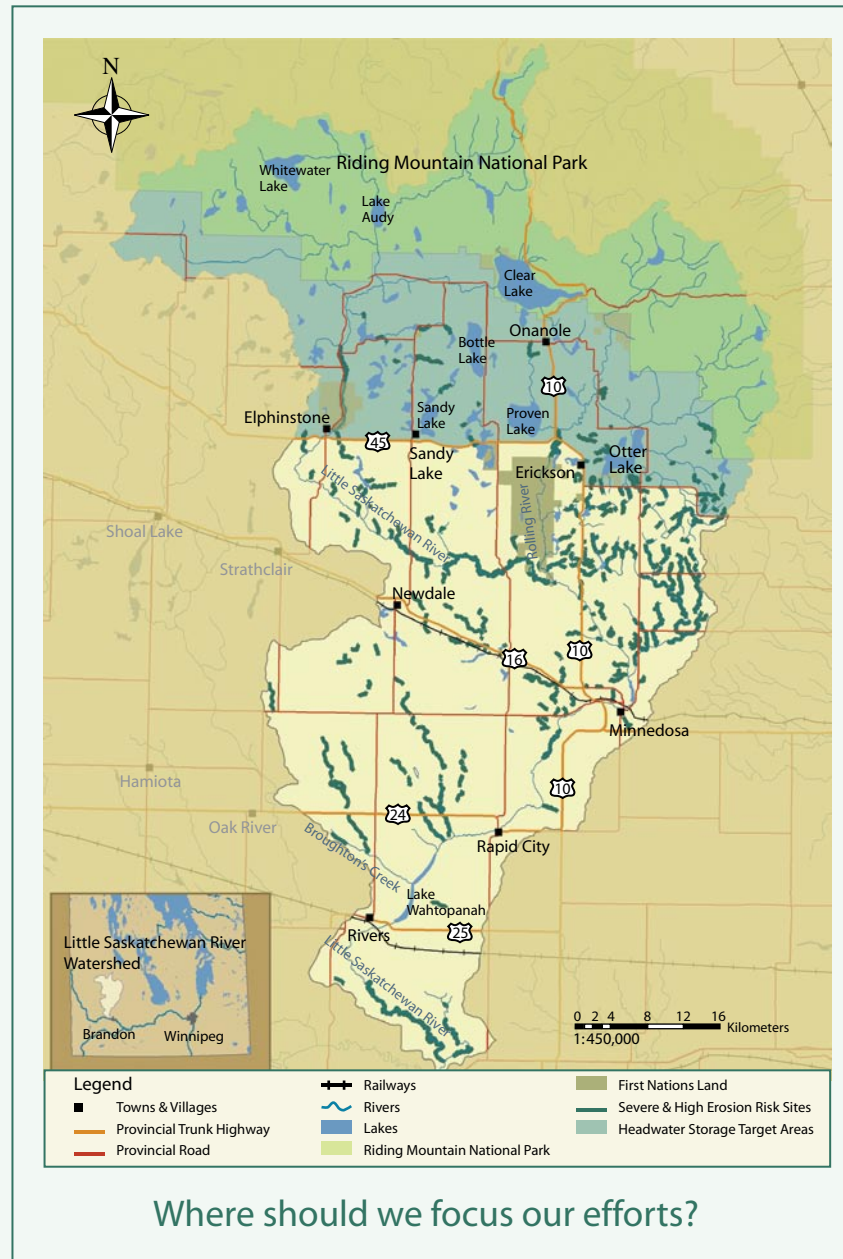 N
Riding Mountain National Park
Whitewater
Lake
Lake
Audy
Clear
Lake
Onanole
Bottle
Lake
10
Elphinstone
Sandy
Lake
Proven
Lake
45
Sandy
Lake
Erickson
Otter
Lake
Little Saskatchewan River
Rolling River
Shoal Lake
Strathclair
Newdale
16
10
Minnedosa
Hamiota
10
24
Oak River
Rapid City
Broughton's Creek
Lake
Wahtopanah
Rivers
25
Little Saskatchewan River
Little Saskatchewan River
Watershed
Brandon
Winnipeg
0 2 4 8 12 16
Kilometers
1:450,000
Legend
Towns & Villages
Provincial Trunk Highway
Provincial Road
Railways
Rivers
Lakes
Riding Mountain National Park
First Nations Land
Severe & High Erosion Risk Sites
Headwater Storage Target Areas
Where should we focus our efforts?